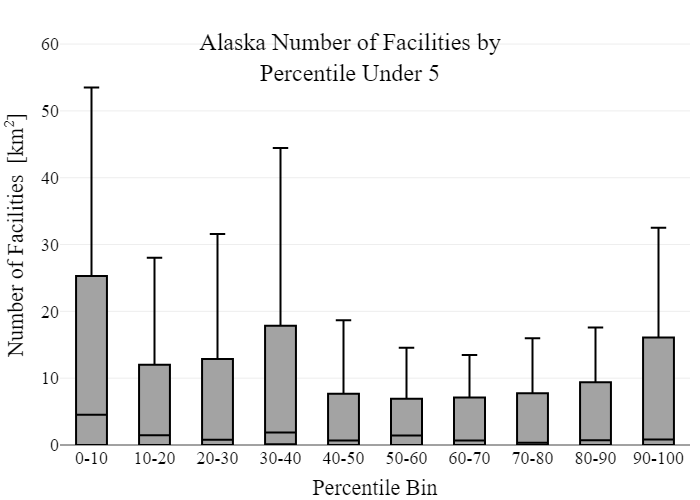 Alaska Number of Facilities by
Percentile Under 5
Number of Facilities [km²]
60
50
40
30
20
10
0
0-10 10-20 20-30 30-40 40-50 50-60 60-70 70-80 80-90 90-100
Percentile Bin